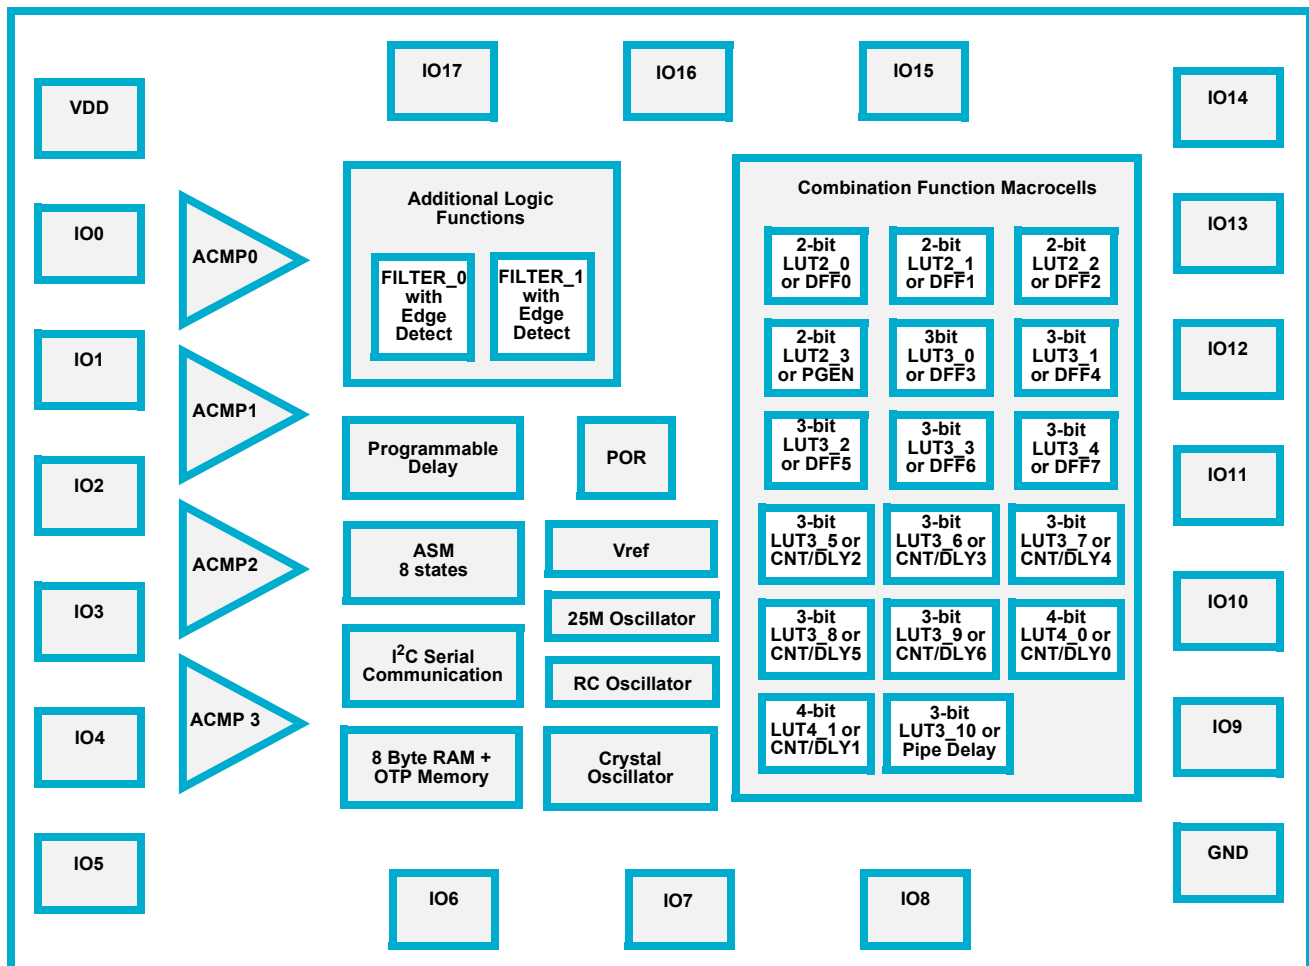 IO17
IO16
IO15
VDD
IO14
IO0
IO13
IO1
IO12
IO2
IO11
IO3
IO10
IO4
IO9
IO5
GND
IO6
IO7
IO8
ACMP0
ACMP1
ACMP2
ACMP 3
Additional Logic
Functions
FILTER_0
with
Edge
Detect
FILTER_1
with
Edge
Detect
Programmable
Delay
POR
ASM
8 states
Vref
25M Oscillator
I²C Serial
Communication
RC Oscillator
8 Byte RAM +
OTP Memory
Crystal
Oscillator
Combination Function Macrocells
2-bit
LUT2_0
or DFF0
2-bit
LUT2_1
or DFF1
2-bit
LUT2_2
or DFF2
2-bit
LUT2_3
or PGEN
3bit
LUT3_0
or DFF3
3-bit
LUT3_1
or DFF4
3-bit
LUT3_2
or DFF5
3-bit
LUT3_3
or DFF6
3-bit
LUT3_4
or DFF7
3-bit
LUT3_5 or
CNT/DLY2
3-bit
LUT3_6 or
CNT/DLY3
3-bit
LUT3_7 or
CNT/DLY4
3-bit
LUT3_8 or
CNT/DLY5
3-bit
LUT3_9 or
CNT/DLY6
4-bit
LUT4_0 or
CNT/DLY0
4-bit
LUT4_1 or
CNT/DLY1
3-bit
LUT3_10 or
Pipe Delay